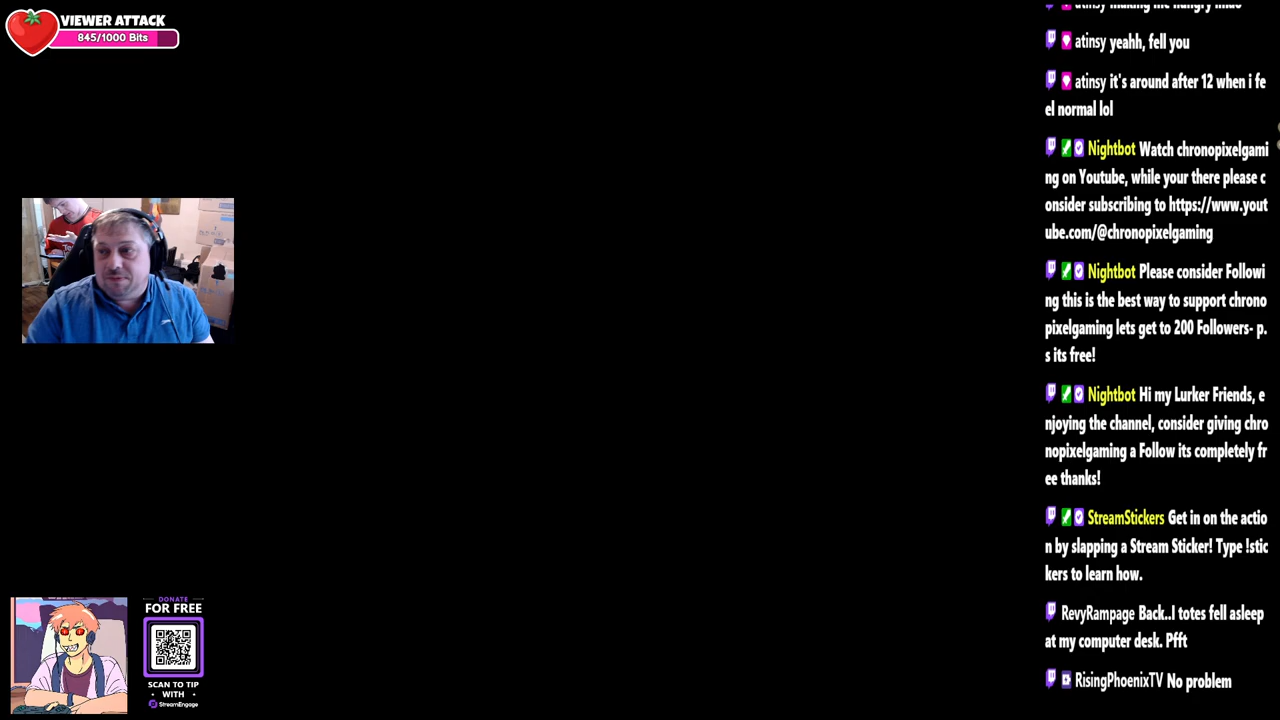 VIEWER ATTACK
845/1000 Bits
atinsy making me hungry lmao
atinsy yeahh, fell you
atinsy it's around after 12 when i fe
el normal lol
Nightbot Watch chronopixelgami
ng on Youtube, while your there please c
onsider subscribing to https://www.yout
ube.com/@chronopixelgaming
Nightbot Please consider Followi
ng this is the best way to support chrono
pixelgaming lets get to 200 Followers- p.
s its free!
Nightbot Hi my Lurker Friends, e
njoying the channel, consider giving chro
nopixelgaming a Follow its completely fr
ee thanks!
StreamStickers Get in on the actio
n by slapping a Stream Sticker! Type !stic
kers to learn how.
RevyRampage Back..I totes fell asleep
at my computer desk. Pfft
RisingPhoenixTV No problem
DONATE
FOR FREE
SCAN TO TIP
• WITH •
StreamEngage